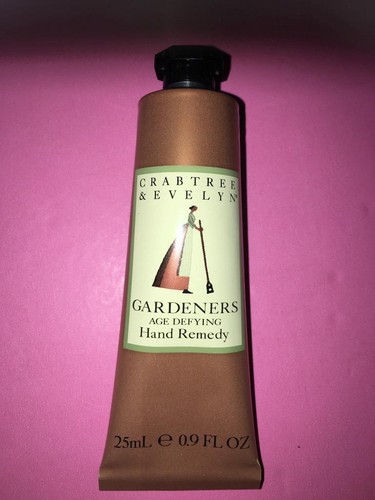 CRABTREE
& EVELYN®
GARDENERS
AGE DEFYING
Hand Remedy
25mL ℮ 0.9 FL OZ